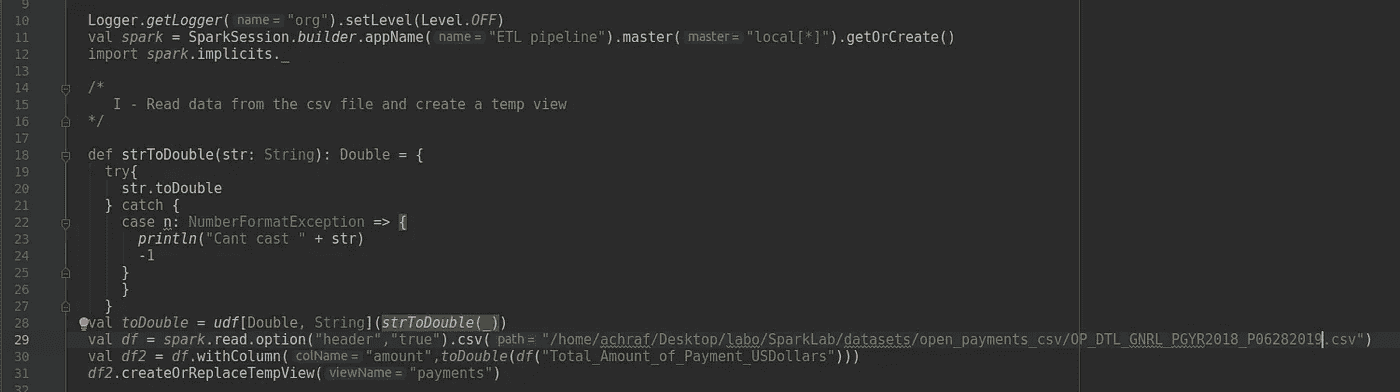 9
10 Logger.getLogger( name = "org").setLevel(Level.OFF)
11 val spark = SparkSession.builder.appName( name = "ETL pipeline").master( master = "local[*]").getOrCreate()
12 import spark.implicits._
13
14 /*
15 I - Read data from the csv file and create a temp view
16 */
17
18 def strToDouble(str: String): Double = {
19 try{
20 str.toDouble
21 } catch {
22 case n: NumberFormatException => {
23 println("Cant cast " + str)
24 -1
25 }
26 }
27 }
28 val toDouble = udf[Double, String](strToDouble(_))
29 val df = spark.read.option("header","true").csv( path = "/home/achraf/Desktop/labo/SparkLab/datasets/open_payments_csv/OP_DTL_GNRL_PGYR2018_P06282019.csv")
30 val df2 = df.withColumn( colName = "amount",toDouble(df("Total_Amount_of_Payment_USDollars")))
31 df2.createOrReplaceTempView( viewName = "payments")
32